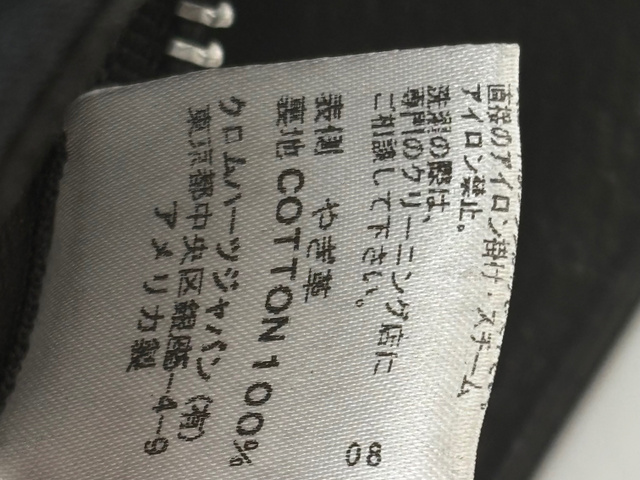 直接のアイロン掛け・スチーム
アイロン禁止。
洗濯の際は、
専門のクリーニング店に
ご相談して下さい。
表側 やぎ革
裏地 COTTON 100%
クロムハーツジャパン(有)
東京都中央区銀座-4-9
アメリカ製
08